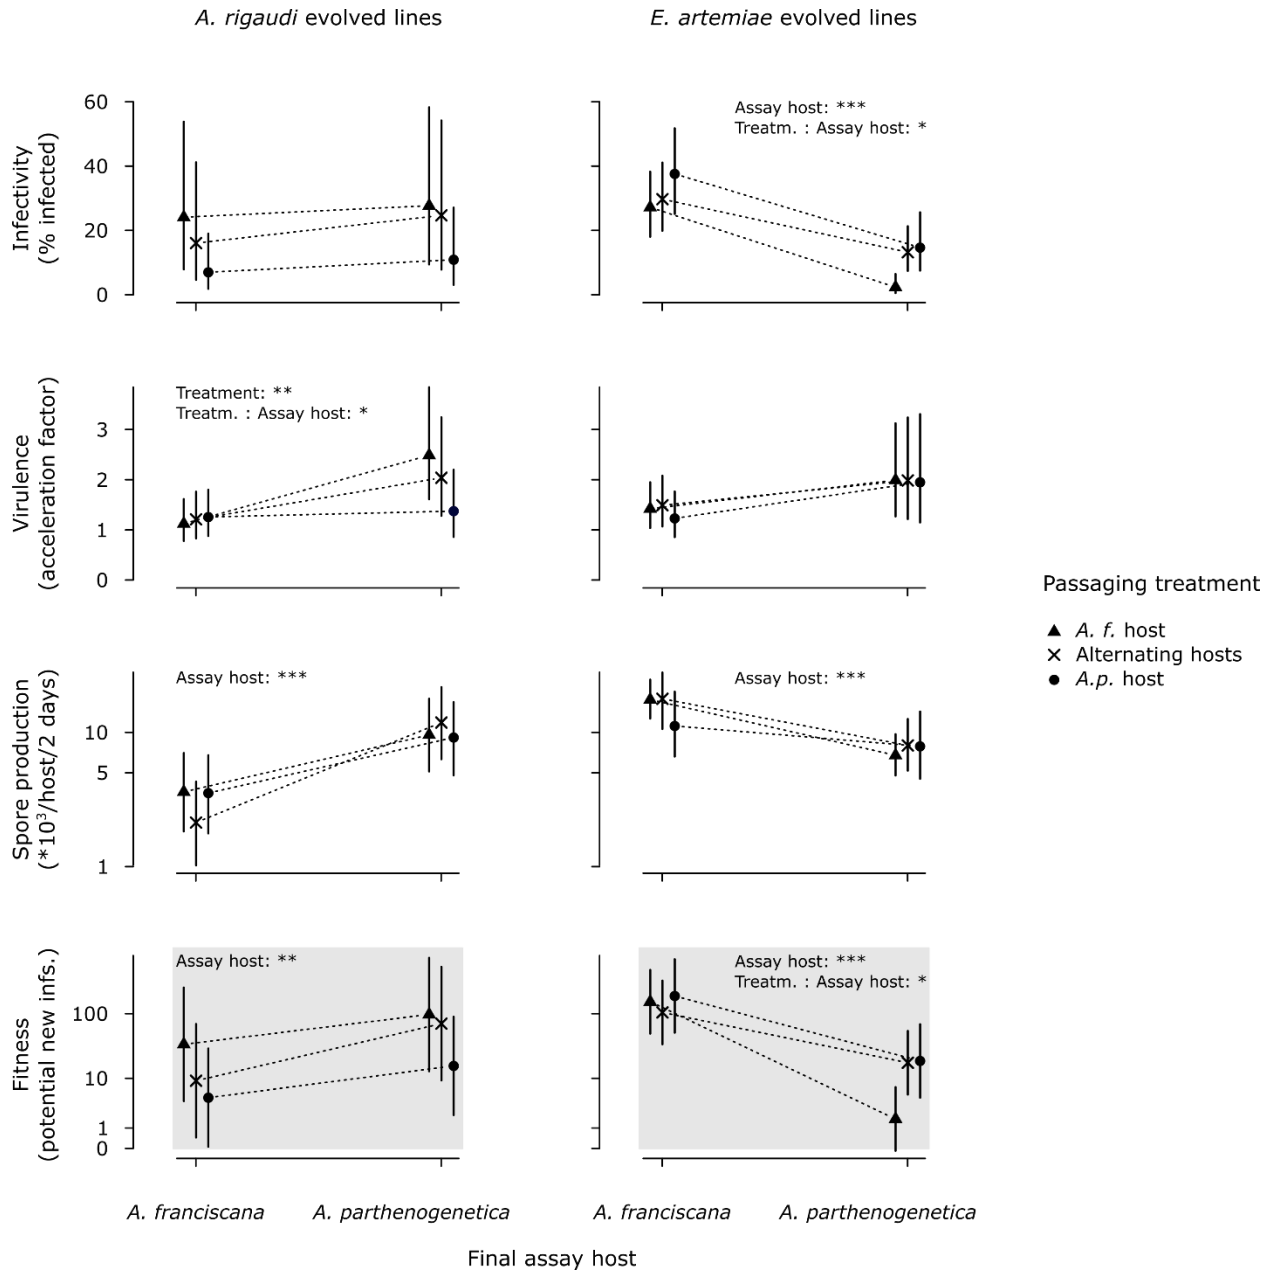 A. rigaudi evolved lines
E. artemiae evolved lines
Infectivity
(% infected)
60
40
20
0
Assay host: ***
Treatm. : Assay host: *
Virulence
(acceleration factor)
3
2
1
0
Treatment: **
Treatm. : Assay host: *
Spore production
(*10³/host/2 days)
10
5
1
Assay host: ***
Assay host: ***
Fitness
(potential new infs.)
100
10
1
0
Assay host: **
Assay host: ***
Treatm. : Assay host: *
A. franciscana
A. parthenogenetica
A. franciscana
A. parthenogenetica
Final assay host
Passaging treatment
A. f. host
Alternating hosts
A.p. host